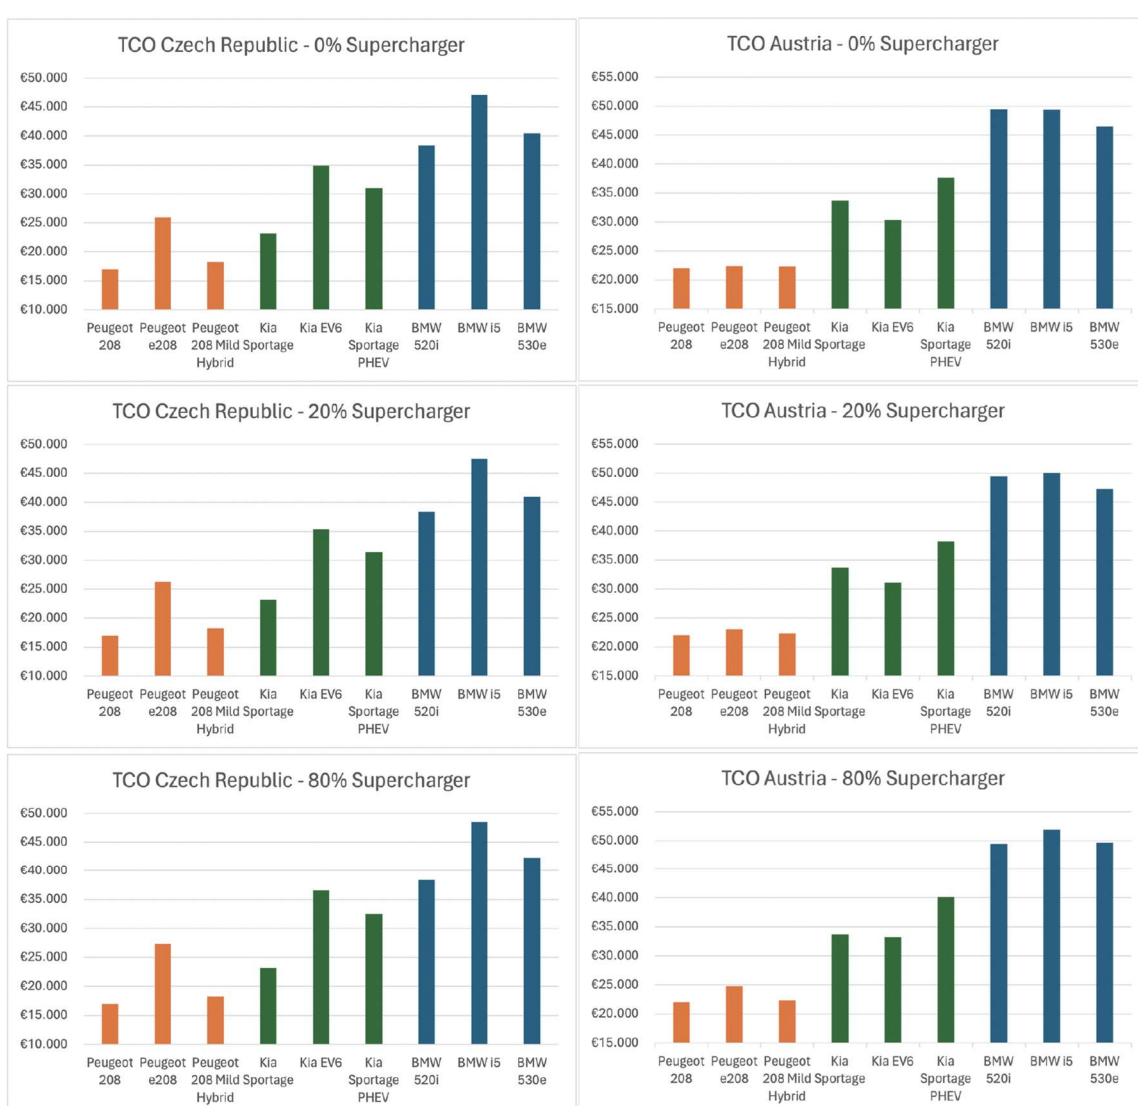 TCO Czech Republic - 0% Supercharger
€50.000
€45.000
€40.000
€35.000
€30.000
€25.000
€20.000
€15.000
€10.000
Peugeot Peugeot Peugeot Kia Kia EV6 Kia BMW BMW i5 BMW
208 e208 208 Mild Sportage Sportage 520i 530e
Hybrid PHEV
TCO Austria - 0% Supercharger
€55.000
€50.000
€45.000
€40.000
€35.000
€30.000
€25.000
€20.000
€15.000
Peugeot Peugeot Peugeot Kia Kia EV6 Kia BMW BMW i5 BMW
208 e208 208 Mild Sportage Sportage 520i 530e
Hybrid PHEV
TCO Czech Republic - 20% Supercharger
€50.000
€45.000
€40.000
€35.000
€30.000
€25.000
€20.000
€15.000
€10.000
Peugeot Peugeot Peugeot Kia Kia EV6 Kia BMW BMW i5 BMW
208 e208 208 Mild Sportage Sportage 520i 530e
Hybrid PHEV
TCO Austria - 20% Supercharger
€55.000
€50.000
€45.000
€40.000
€35.000
€30.000
€25.000
€20.000
€15.000
Peugeot Peugeot Peugeot Kia Kia EV6 Kia BMW BMW i5 BMW
208 e208 208 Mild Sportage Sportage 520i 530e
Hybrid PHEV
TCO Czech Republic - 80% Supercharger
€50.000
€45.000
€40.000
€35.000
€30.000
€25.000
€20.000
€15.000
€10.000
Peugeot Peugeot Peugeot Kia Kia EV6 Kia BMW BMW i5 BMW
208 e208 208 Mild Sportage Sportage 520i 530e
Hybrid PHEV
TCO Austria - 80% Supercharger
€55.000
€50.000
€45.000
€40.000
€35.000
€30.000
€25.000
€20.000
€15.000
Peugeot Peugeot Peugeot Kia Kia EV6 Kia BMW BMW i5 BMW
208 e208 208 Mild Sportage Sportage 520i 530e
Hybrid PHEV